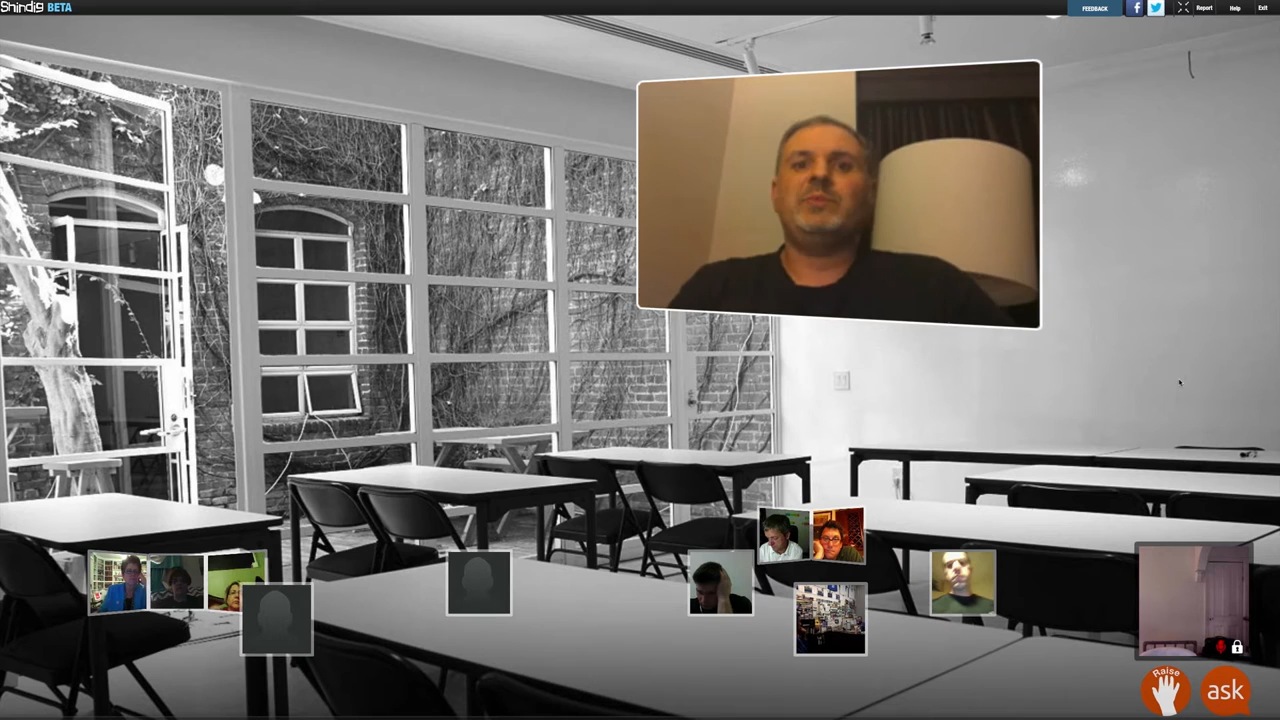 Shindig BETA
FEEDBACK
Report
Help
Exit
Raise
ask